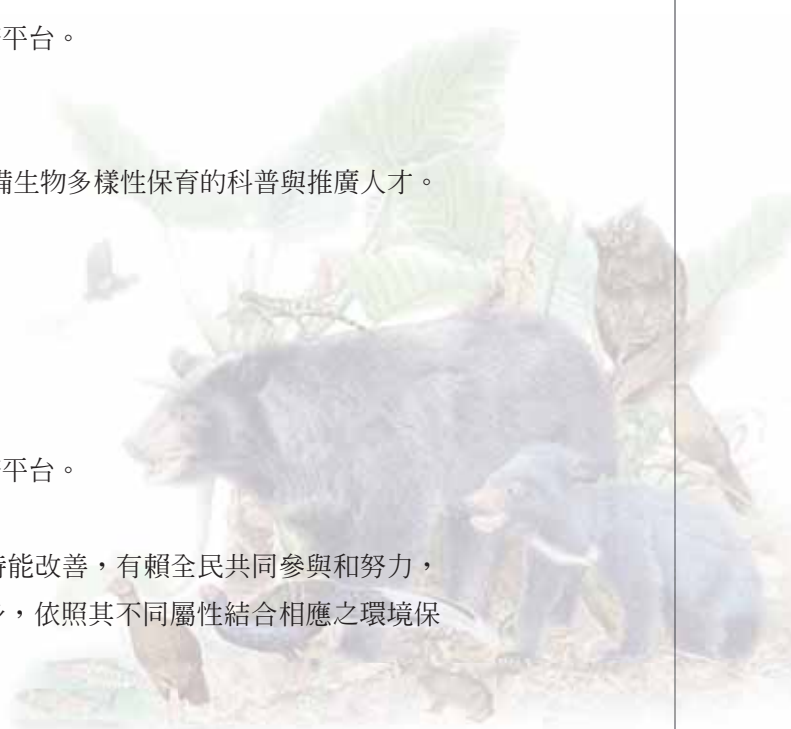 平台。
生物多樣性保育的科普與推廣人才。
平台。
能改善，有賴全民共同參與和努力，
，依照其不同屬性結合相應之環境保